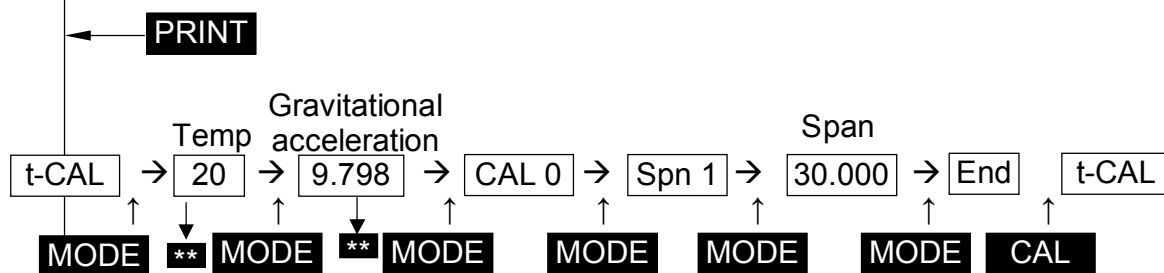 PRINT
Gravitational
Temp acceleration Span
t-CAL → 20 → 9.798 → CAL 0 → Spn 1 → 30.000 → End t-CAL
↑ ↑ ↑ ↑ ↑ ↑ ↑
MODE ** MODE ** MODE MODE MODE MODE CAL